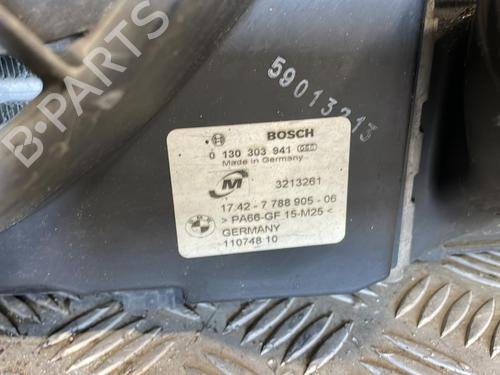 B-Parts
59013213
BOSCH
0 130 303 941
Made in Germany
M
3213261
17.42 - 7 788 905 - 06
> PA66-GF 15-M25 <
GERMANY
110748 10